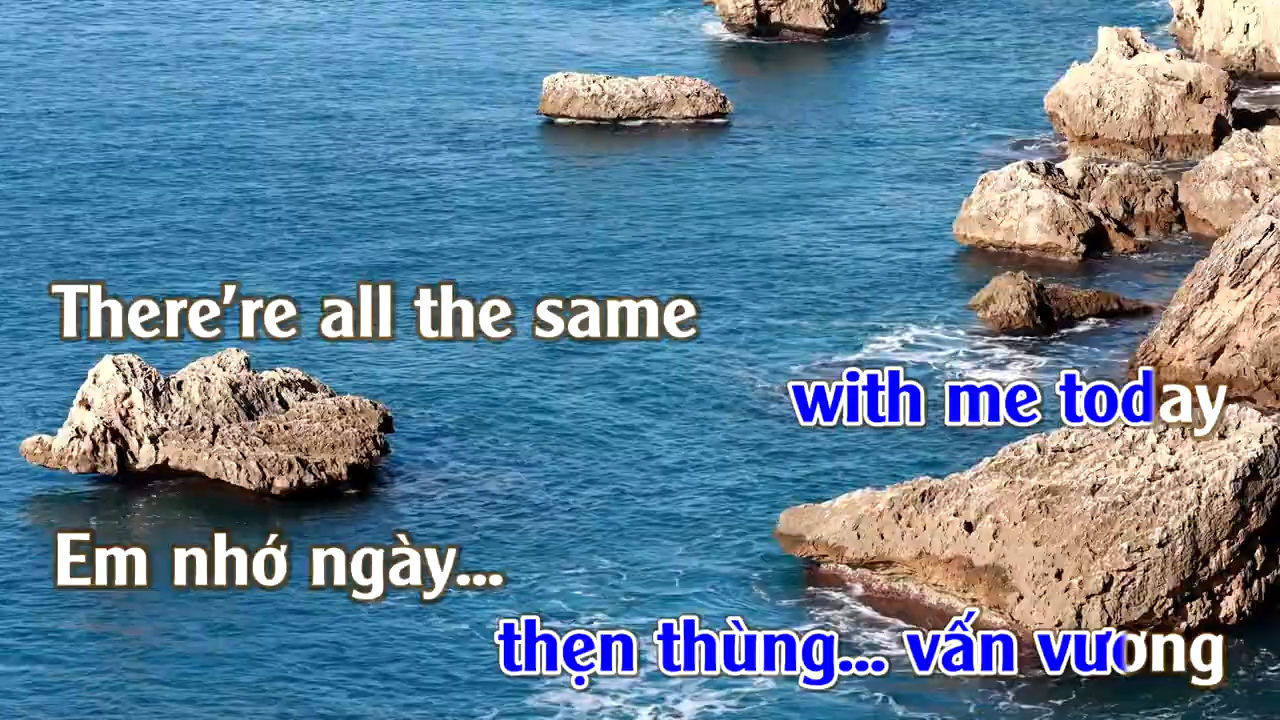 There're all the same
with me today
Em nhớ ngày...
thẹn thùng... vấn vương